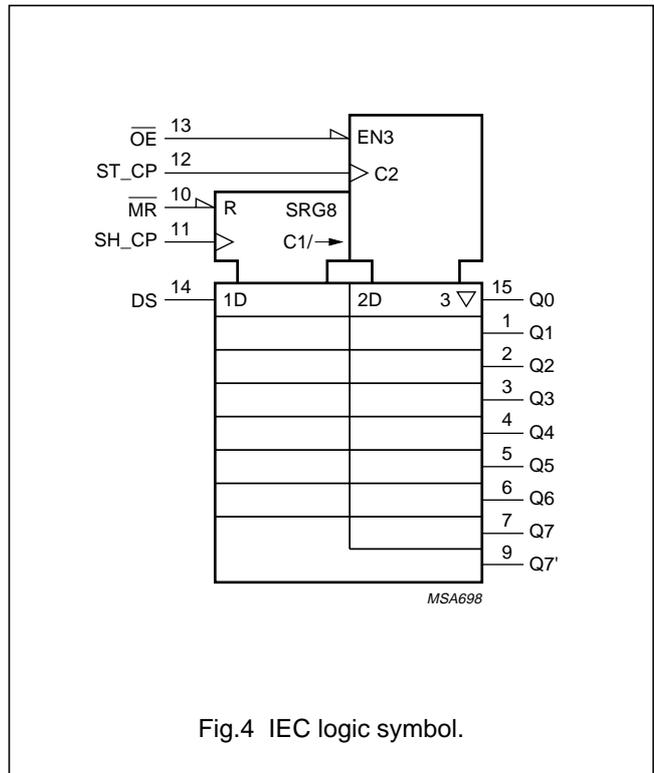 OE 13 EN3
ST_CP 12 C2
MR 10 R SRG8
SH_CP 11 C1/
DS 14 1D 2D 3 15 Q0
1 Q1
2 Q2
3 Q3
4 Q4
5 Q5
6 Q6
7 Q7
9 Q7'
MSA698
Fig.4 IEC logic symbol.